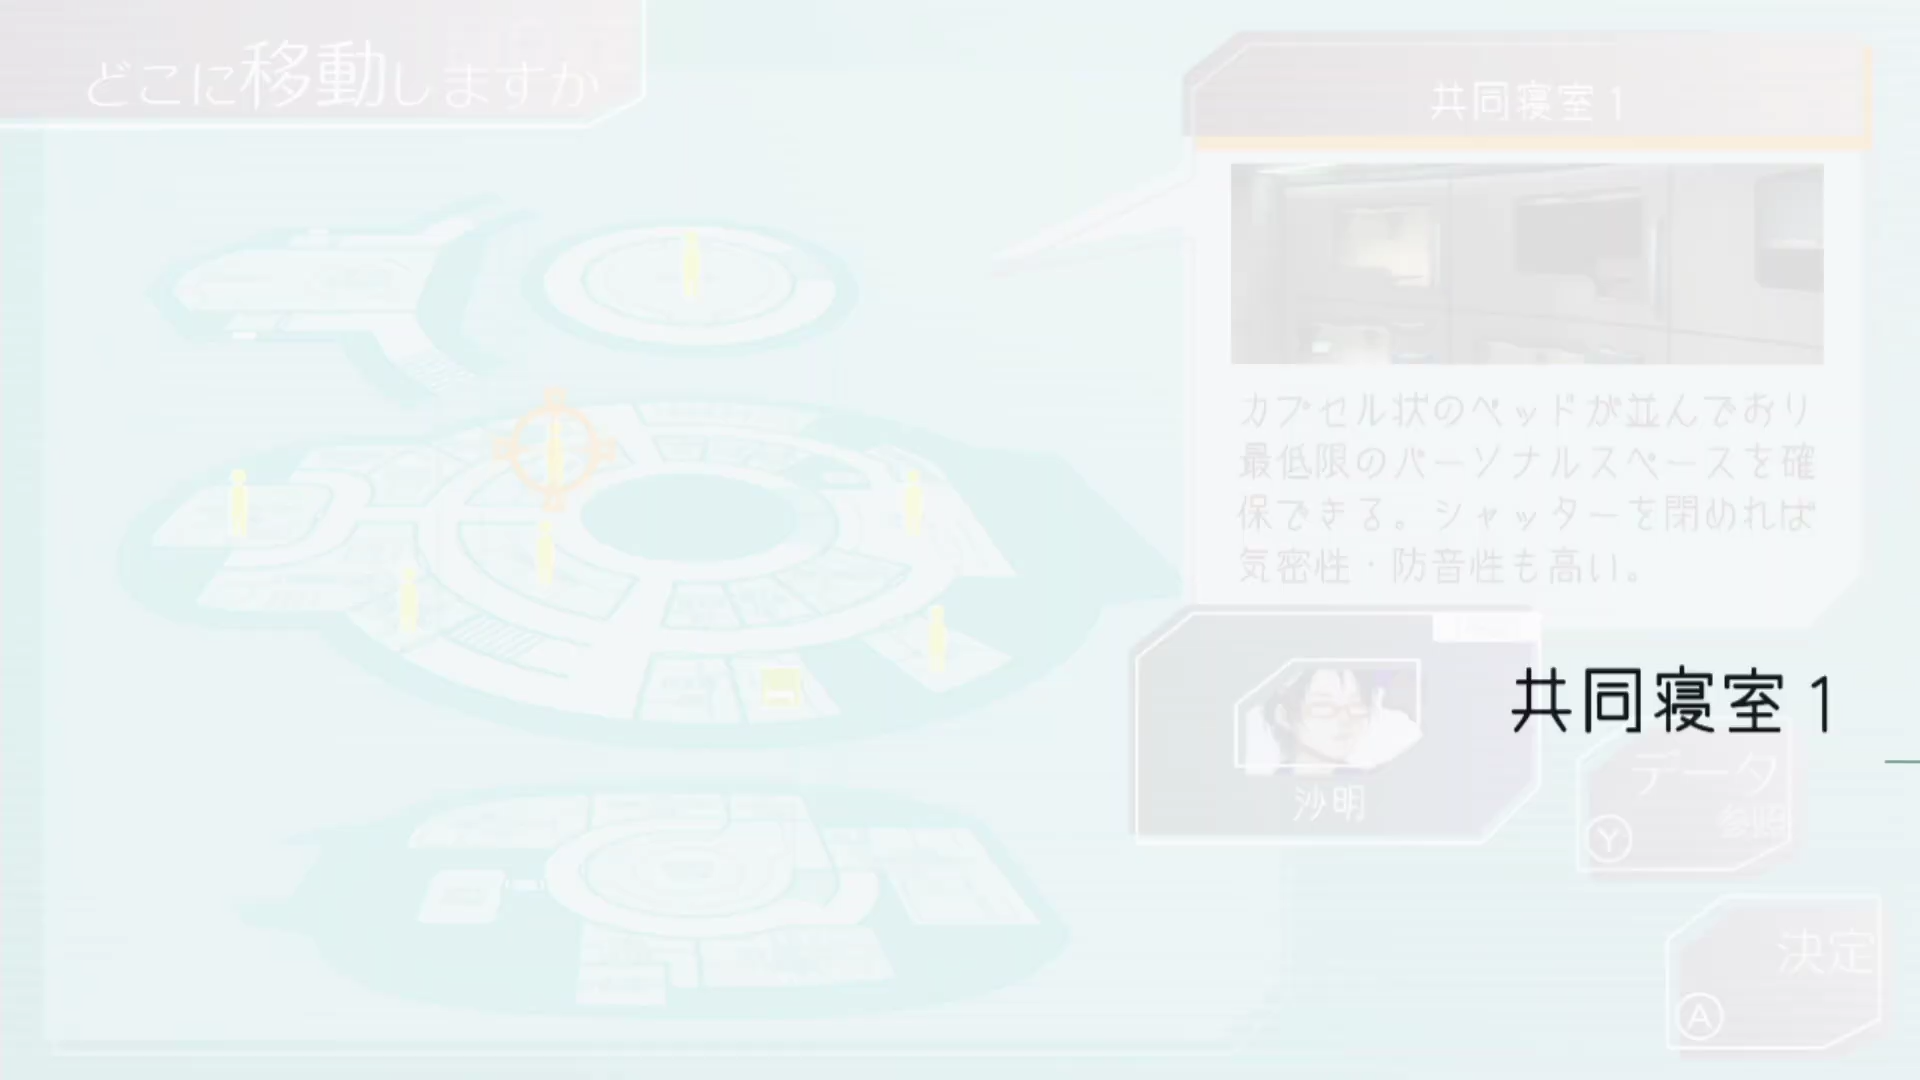 どこに移動しますか
共同寝室1
カプセル状のベッドが並んでおり
最低限のパーソナルスペースを確
保できる。シャッターを閉めれば
気密性・防音性も高い。
沙明
共同寝室1
データ
参照
Y
決定
A